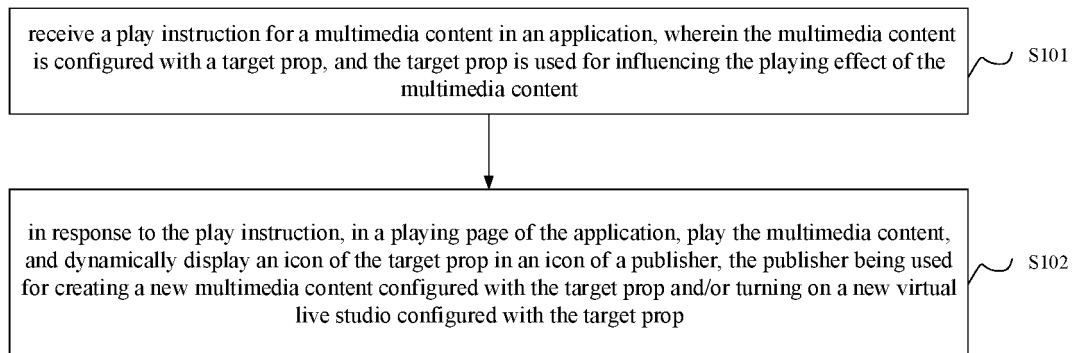 receive a play instruction for a multimedia content in an application, wherein the multimedia content
is configured with a target prop, and the target prop is used for influencing the playing effect of the
multimedia content
S101
in response to the play instruction, in a playing page of the application, play the multimedia content,
and dynamically display an icon of the target prop in an icon of a publisher, the publisher being used
for creating a new multimedia content configured with the target prop and/or turning on a new virtual
live studio configured with the target prop
S102